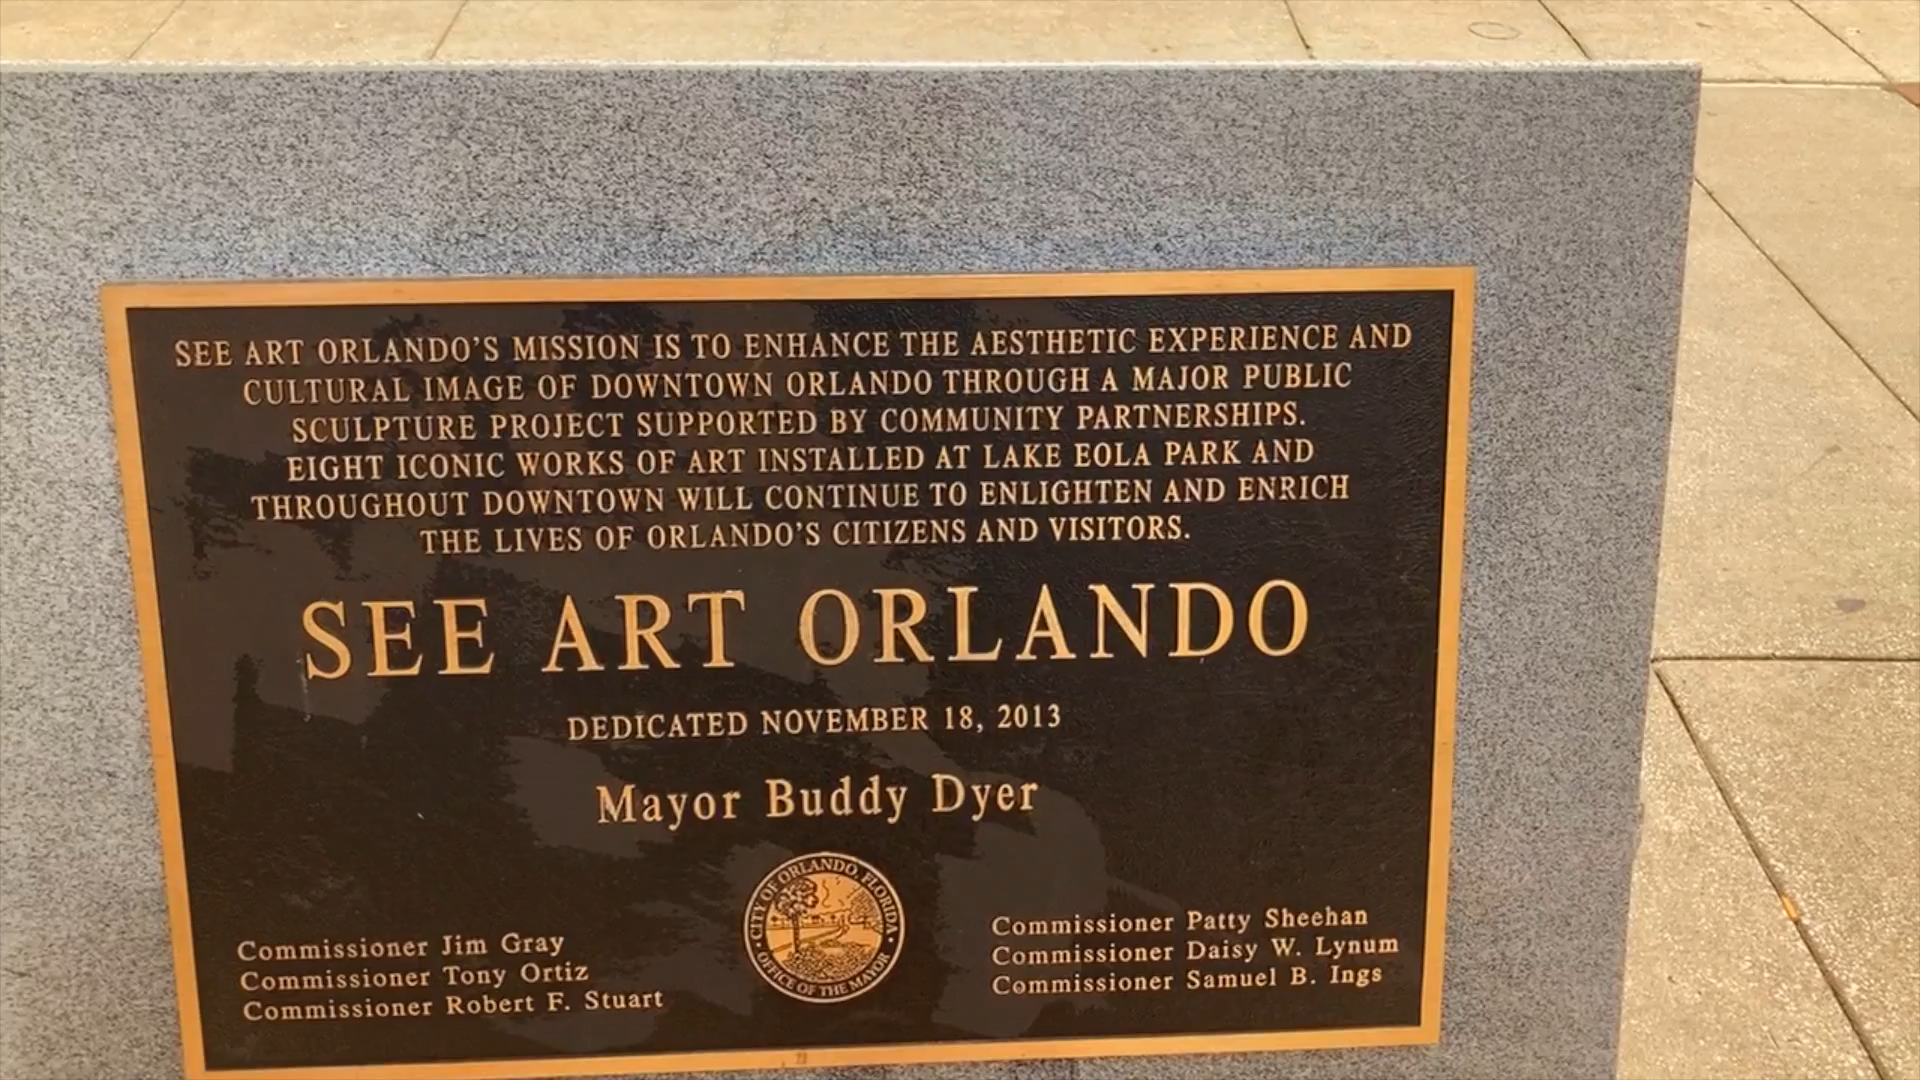 SEE ART ORLANDO'S MISSION IS TO ENHANCE THE AESTHETIC EXPERIENCE AND
CULTURAL IMAGE OF DOWNTOWN ORLANDO THROUGH A MAJOR PUBLIC
SCULPTURE PROJECT SUPPORTED BY COMMUNITY PARTNERSHIPS.
EIGHT ICONIC WORKS OF ART INSTALLED AT LAKE EOLA PARK AND
THROUGHOUT DOWNTOWN WILL CONTINUE TO ENLIGHTEN AND ENRICH
THE LIVES OF ORLANDO'S CITIZENS AND VISITORS.
SEE ART ORLANDO
DEDICATED NOVEMBER 18, 2013
Mayor Buddy Dyer
CITY OF ORLANDO, FLORIDA
OFFICE OF THE MAYOR
Commissioner Jim Gray
Commissioner Tony Ortiz
Commissioner Robert F. Stuart
Commissioner Patty Sheehan
Commissioner Daisy W. Lynum
Commissioner Samuel B. Ings